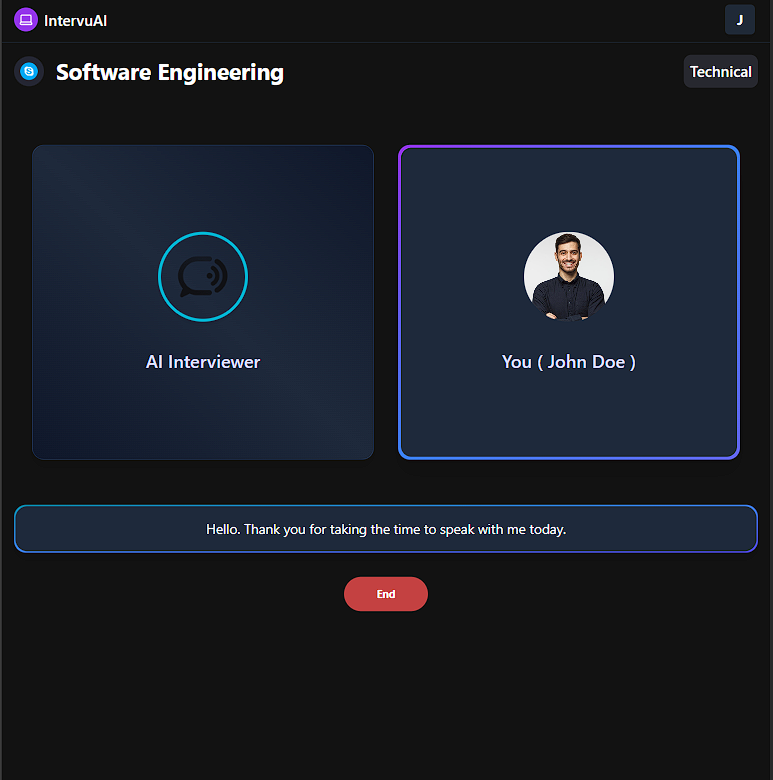 IntervuAI
J
Software Engineering
Technical
AI Interviewer
You ( John Doe )
Hello. Thank you for taking the time to speak with me today.
End